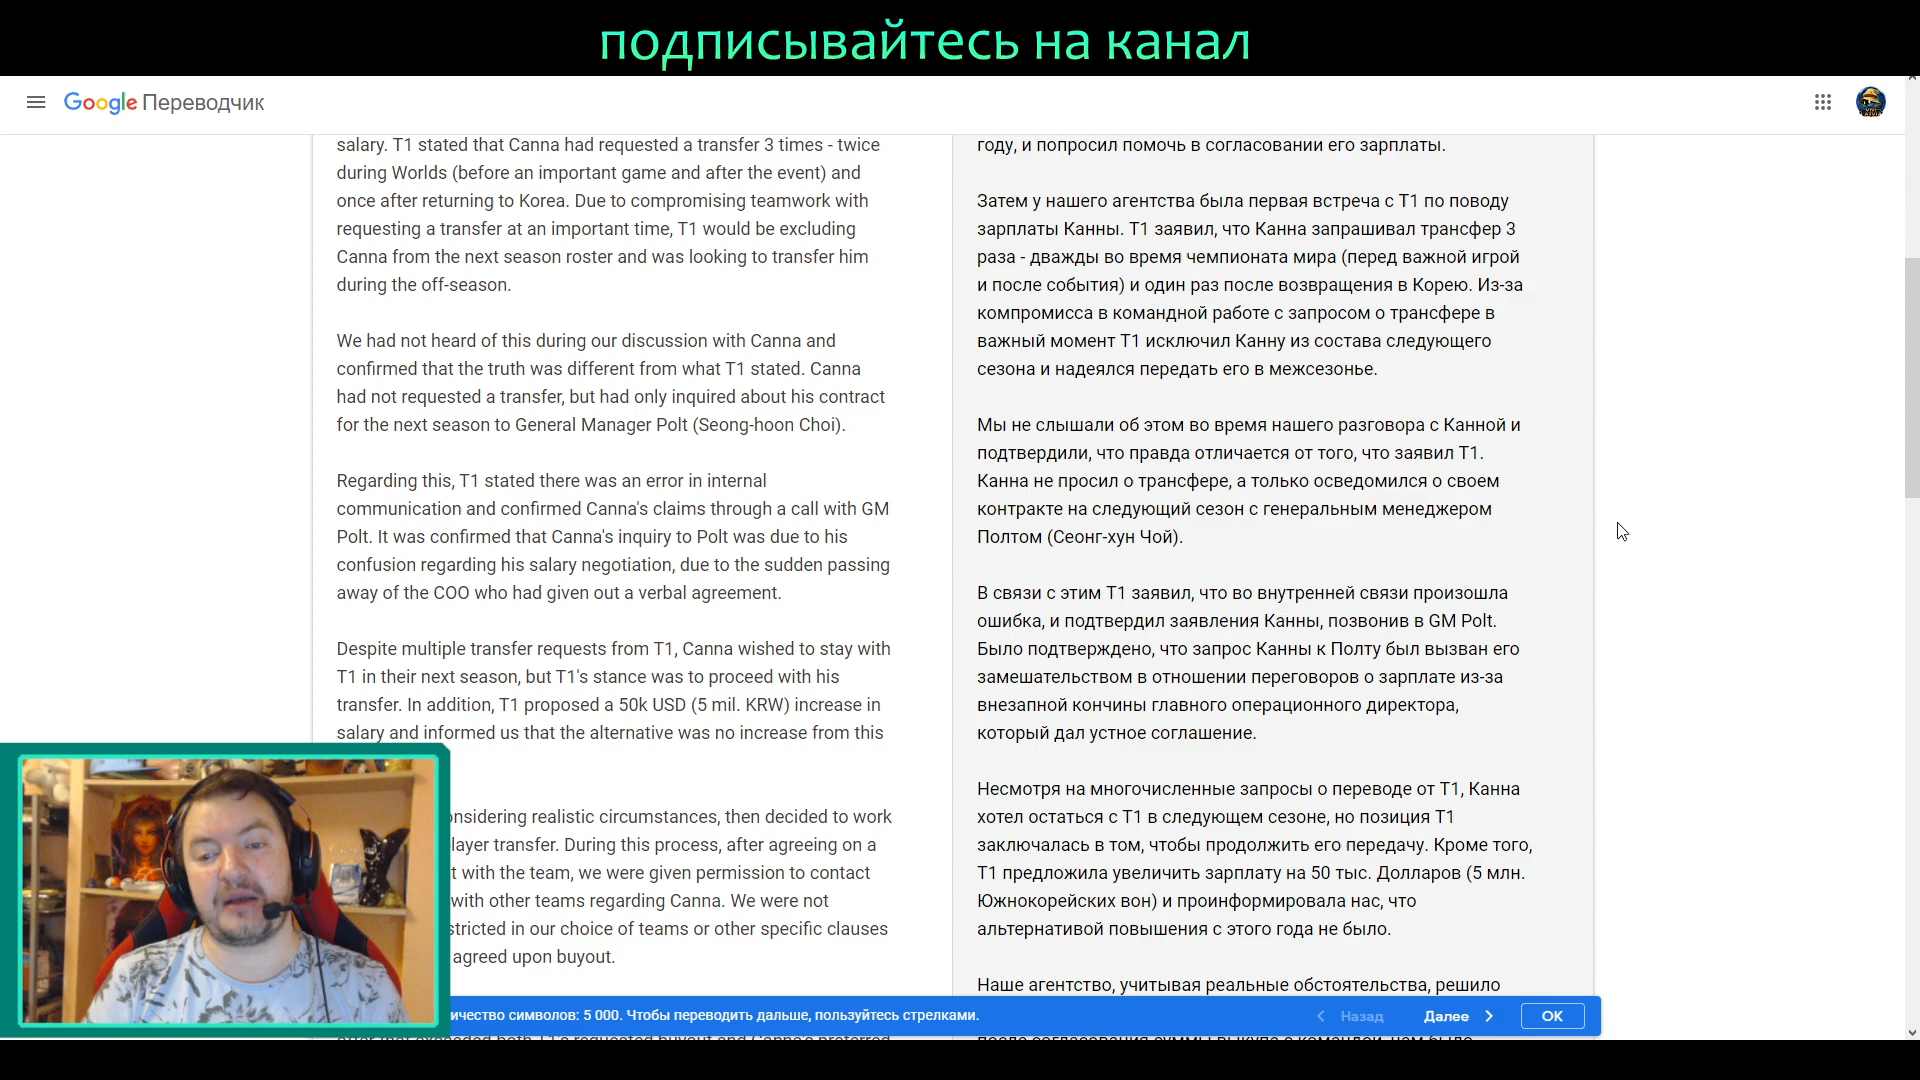 подписывайтесь на канал
Google Переводчик
salary. T1 stated that Canna had requested a transfer 3 times - twice
during Worlds (before an important game and after the event) and
once after returning to Korea. Due to compromising teamwork with
requesting a transfer at an important time, T1 would be excluding
Canna from the next season roster and was looking to transfer him
during the off-season.
We had not heard of this during our discussion with Canna and
confirmed that the truth was different from what T1 stated. Canna
had not requested a transfer, but had only inquired about his contract
for the next season to General Manager Polt (Seong-hoon Choi).
Regarding this, T1 stated there was an error in internal
communication and confirmed Canna's claims through a call with GM
Polt. It was confirmed that Canna's inquiry to Polt was due to his
confusion regarding his salary negotiation, due to the sudden passing
away of the COO who had given out a verbal agreement.
Despite multiple transfer requests from T1, Canna wished to stay with
T1 in their next season, but T1's stance was to proceed with his
transfer. In addition, T1 proposed a 50k USD (5 mil. KRW) increase in
salary and informed us that the alternative was no increase from this
onsidering realistic circumstances, then decided to work
layer transfer. During this process, after agreeing on a
t with the team, we were given permission to contact
with other teams regarding Canna. We were not
stricted in our choice of teams or other specific clauses
agreed upon buyout.
году, и попросил помочь в согласовании его зарплаты.
Затем у нашего агентства была первая встреча с Т1 по поводу
зарплаты Канны. Т1 заявил, что Канна запрашивал трансфер 3
раза - дважды во время чемпионата мира (перед важной игрой
и после события) и один раз после возвращения в Корею. Из-за
компромисса в командной работе с запросом о трансфере в
важный момент T1 исключил Канну из состава следующего
сезона и надеялся передать его в межсезонье.
Мы не слышали об этом во время нашего разговора с Канной и
подтвердили, что правда отличается от того, что заявил T1.
Канна не просил о трансфере, а только осведомился о своем
контракте на следующий сезон с генеральным менеджером
Полтом (Сеонг-хун Чой).
В связи с этим T1 заявил, что во внутренней связи произошла
ошибка, и подтвердил заявления Канны, позвонив в GM Polt.
Было подтверждено, что запрос Канны к Полту был вызван его
замешательством в отношении переговоров о зарплате из-за
внезапной кончины главного операционного директора,
который дал устное соглашение.
Несмотря на многочисленные запросы о переводе от T1, Канна
хотел остаться с T1 в следующем сезоне, но позиция T1
заключалась в том, чтобы продолжить его передачу. Кроме того,
T1 предложила увеличить зарплату на 50 тыс. Долларов (5 млн.
Южнокорейских вон) и проинформировала нас, что
альтернативой повышения с этого года не было.
Наше агентство, учитывая реальные обстоятельства, решило
ичество символов: 5 000. Чтобы переводить дальше, пользуйтесь стрелками.
Назад Далее ОК